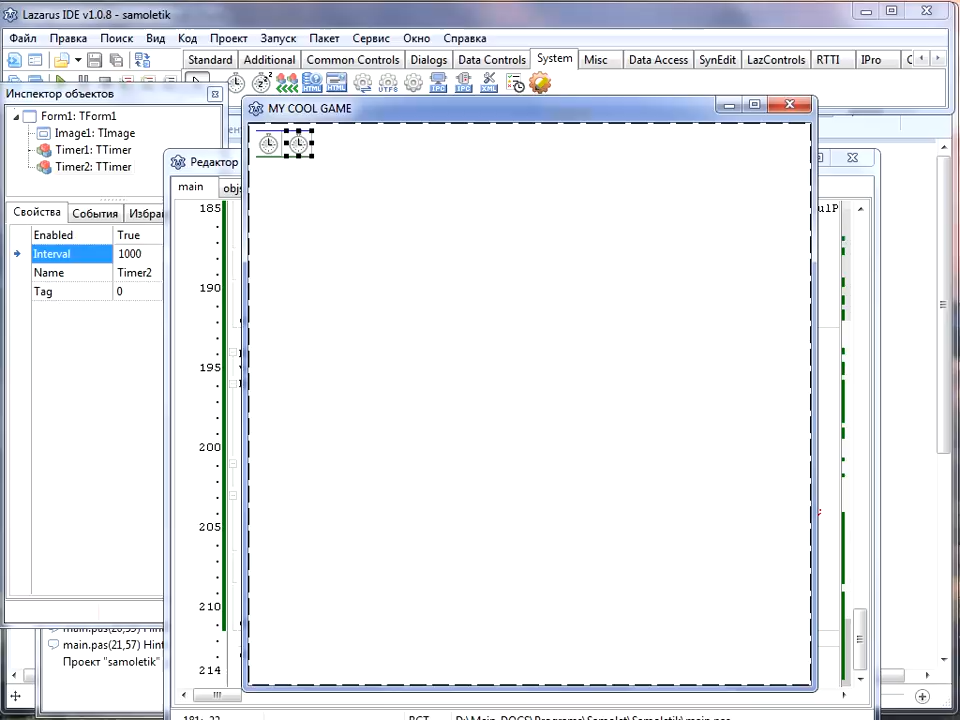 Lazarus IDE v1.0.8 - samoletik
Файл Правка Поиск Вид Код Проект Запуск Пакет Сервис Окно Справка
Standard Additional Common Controls Dialogs Data Controls System Misc Data Access SynEdit LazControls RTTI IPro
Инспектор объектов
Form1: TForm1
Image1: TImage
Timer1: TTimer
Timer2: TTimer
Свойства События Избран
Enabled True
Interval 1000
Name Timer2
Tag 0
Редактор
main objs
185
190
195
200
205
210
214
MY COOL GAME
main.pas(21,57) Hint
Проект "samoletik"